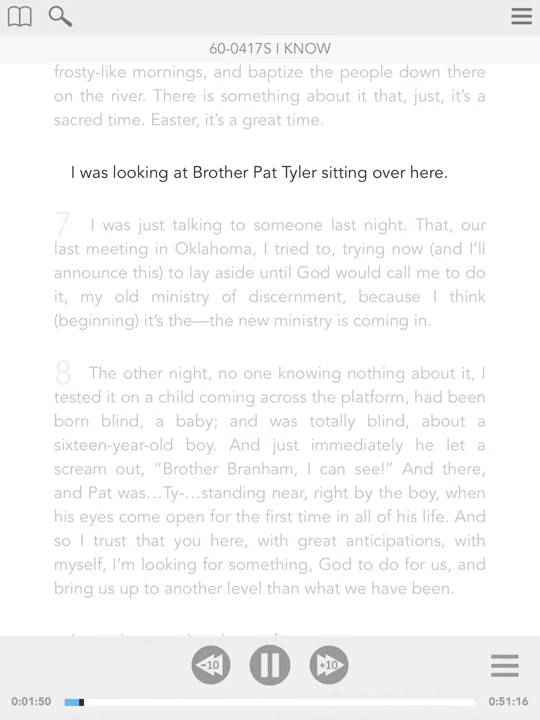 60-0417S I KNOW
frosty-like mornings, and baptize the people down there
on the river. There is something about it that, just, it's a
sacred time. Easter, it's a great time.
I was looking at Brother Pat Tyler sitting over here.
7 I was just talking to someone last night. That, our
last meeting in Oklahoma, I tried to, trying now (and I'll
announce this) to lay aside until God would call me to do
it, my old ministry of discernment, because I think
(beginning) it's the—the new ministry is coming in.
8 The other night, no one knowing nothing about it, I
tested it on a child coming across the platform, had been
born blind, a baby; and was totally blind, about a
sixteen-year-old boy. And just immediately he let a
scream out, “Brother Branham, I can see!” And there,
and Pat was…Ty-…standing near, right by the boy, when
his eyes come open for the first time in all of his life. And
so I trust that you here, with great anticipations, with
myself, I'm looking for something, God to do for us, and
bring us up to another level than what we have been.
-10
+10
0:01:50
0:51:16